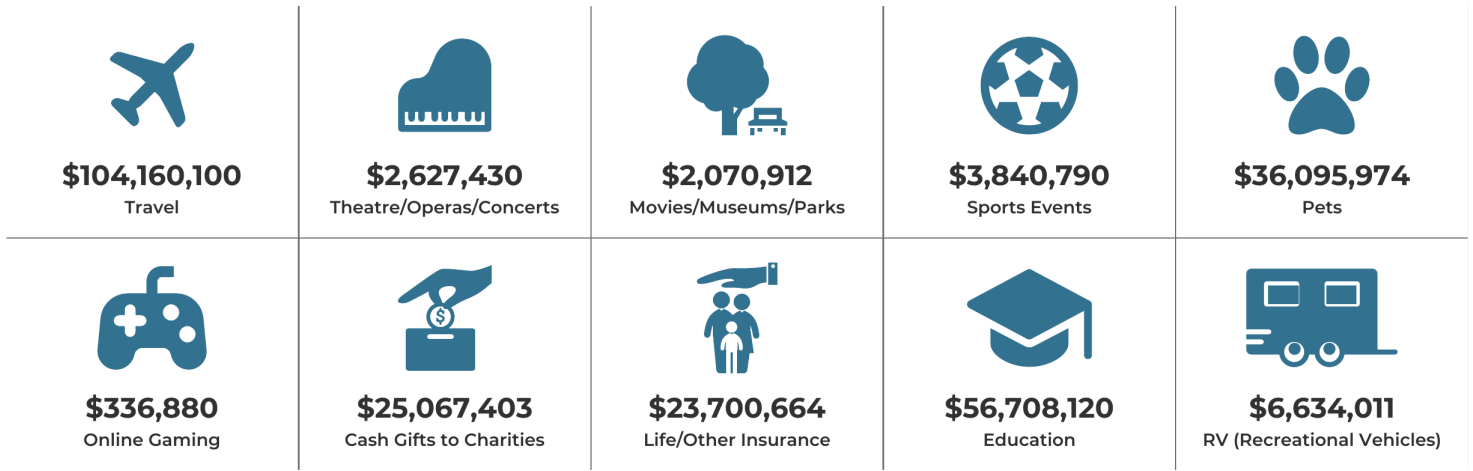 $104,160,100
Travel
$2,627,430
Theatre/Operas/Concerts
$2,070,912
Movies/Museums/Parks
$3,840,790
Sports Events
$36,095,974
Pets
$336,880
Online Gaming
$
$25,067,403
Cash Gifts to Charities
$23,700,664
Life/Other Insurance
$56,708,120
Education
$6,634,011
RV (Recreational Vehicles)